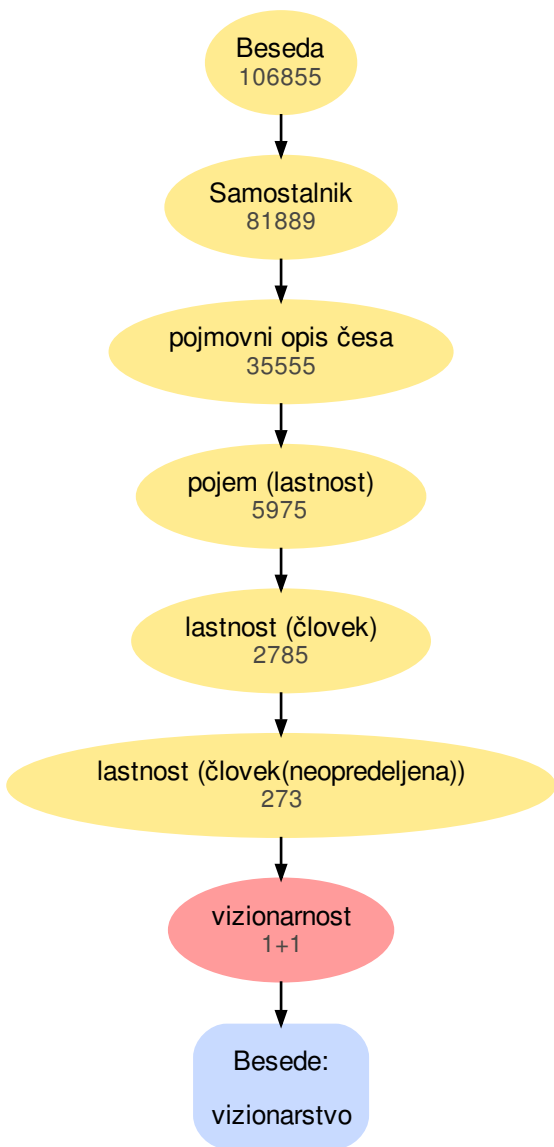 Beseda
106855
Samostalnik
81889
pojmovni opis česa
35555
pojem (lastnost)
5975
lastnost (človek)
2785
lastnost (človek(neopredeljena))
273
vizionarnost
1+1
Besede:
vizionarstvo